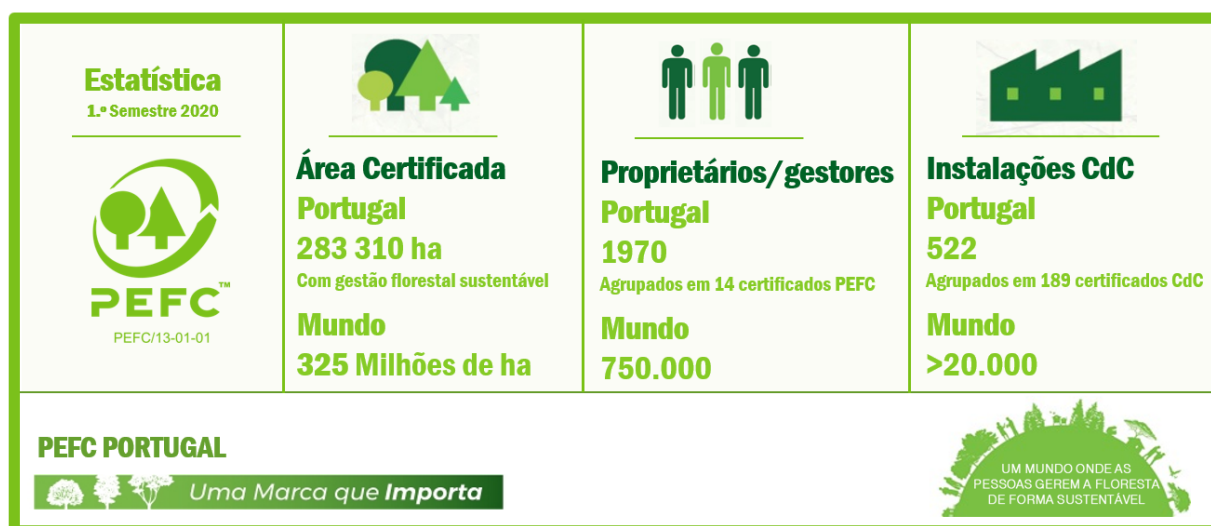 Estatística
1.º Semestre 2020
PEFC™
PEFC/13-01-01
Área Certificada
Portugal
283 310 ha
Com gestão florestal sustentável
Mundo
325 Milhões de ha
Proprietários/gestores
Portugal
1970
Agrupados em 14 certificados PEFC
Mundo
750.000
Instalações CdC
Portugal
522
Agrupados em 189 certificados CdC
Mundo
>20.000
PEFC PORTUGAL
Uma Marca que Importa
UM MUNDO ONDE AS
PESSOAS GEREM A FLORESTA
DE FORMA SUSTENTÁVEL